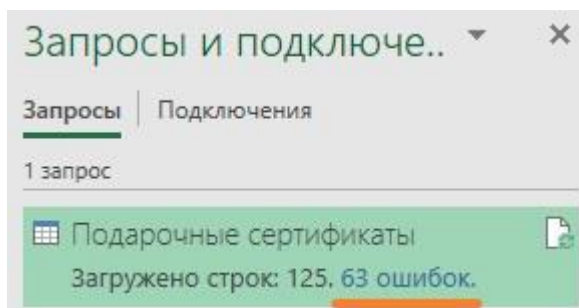 Запросы и подключе..
Запросы | Подключения
1 запрос
Подарочные сертификаты
Загружено строк: 125. 63 ошибок.